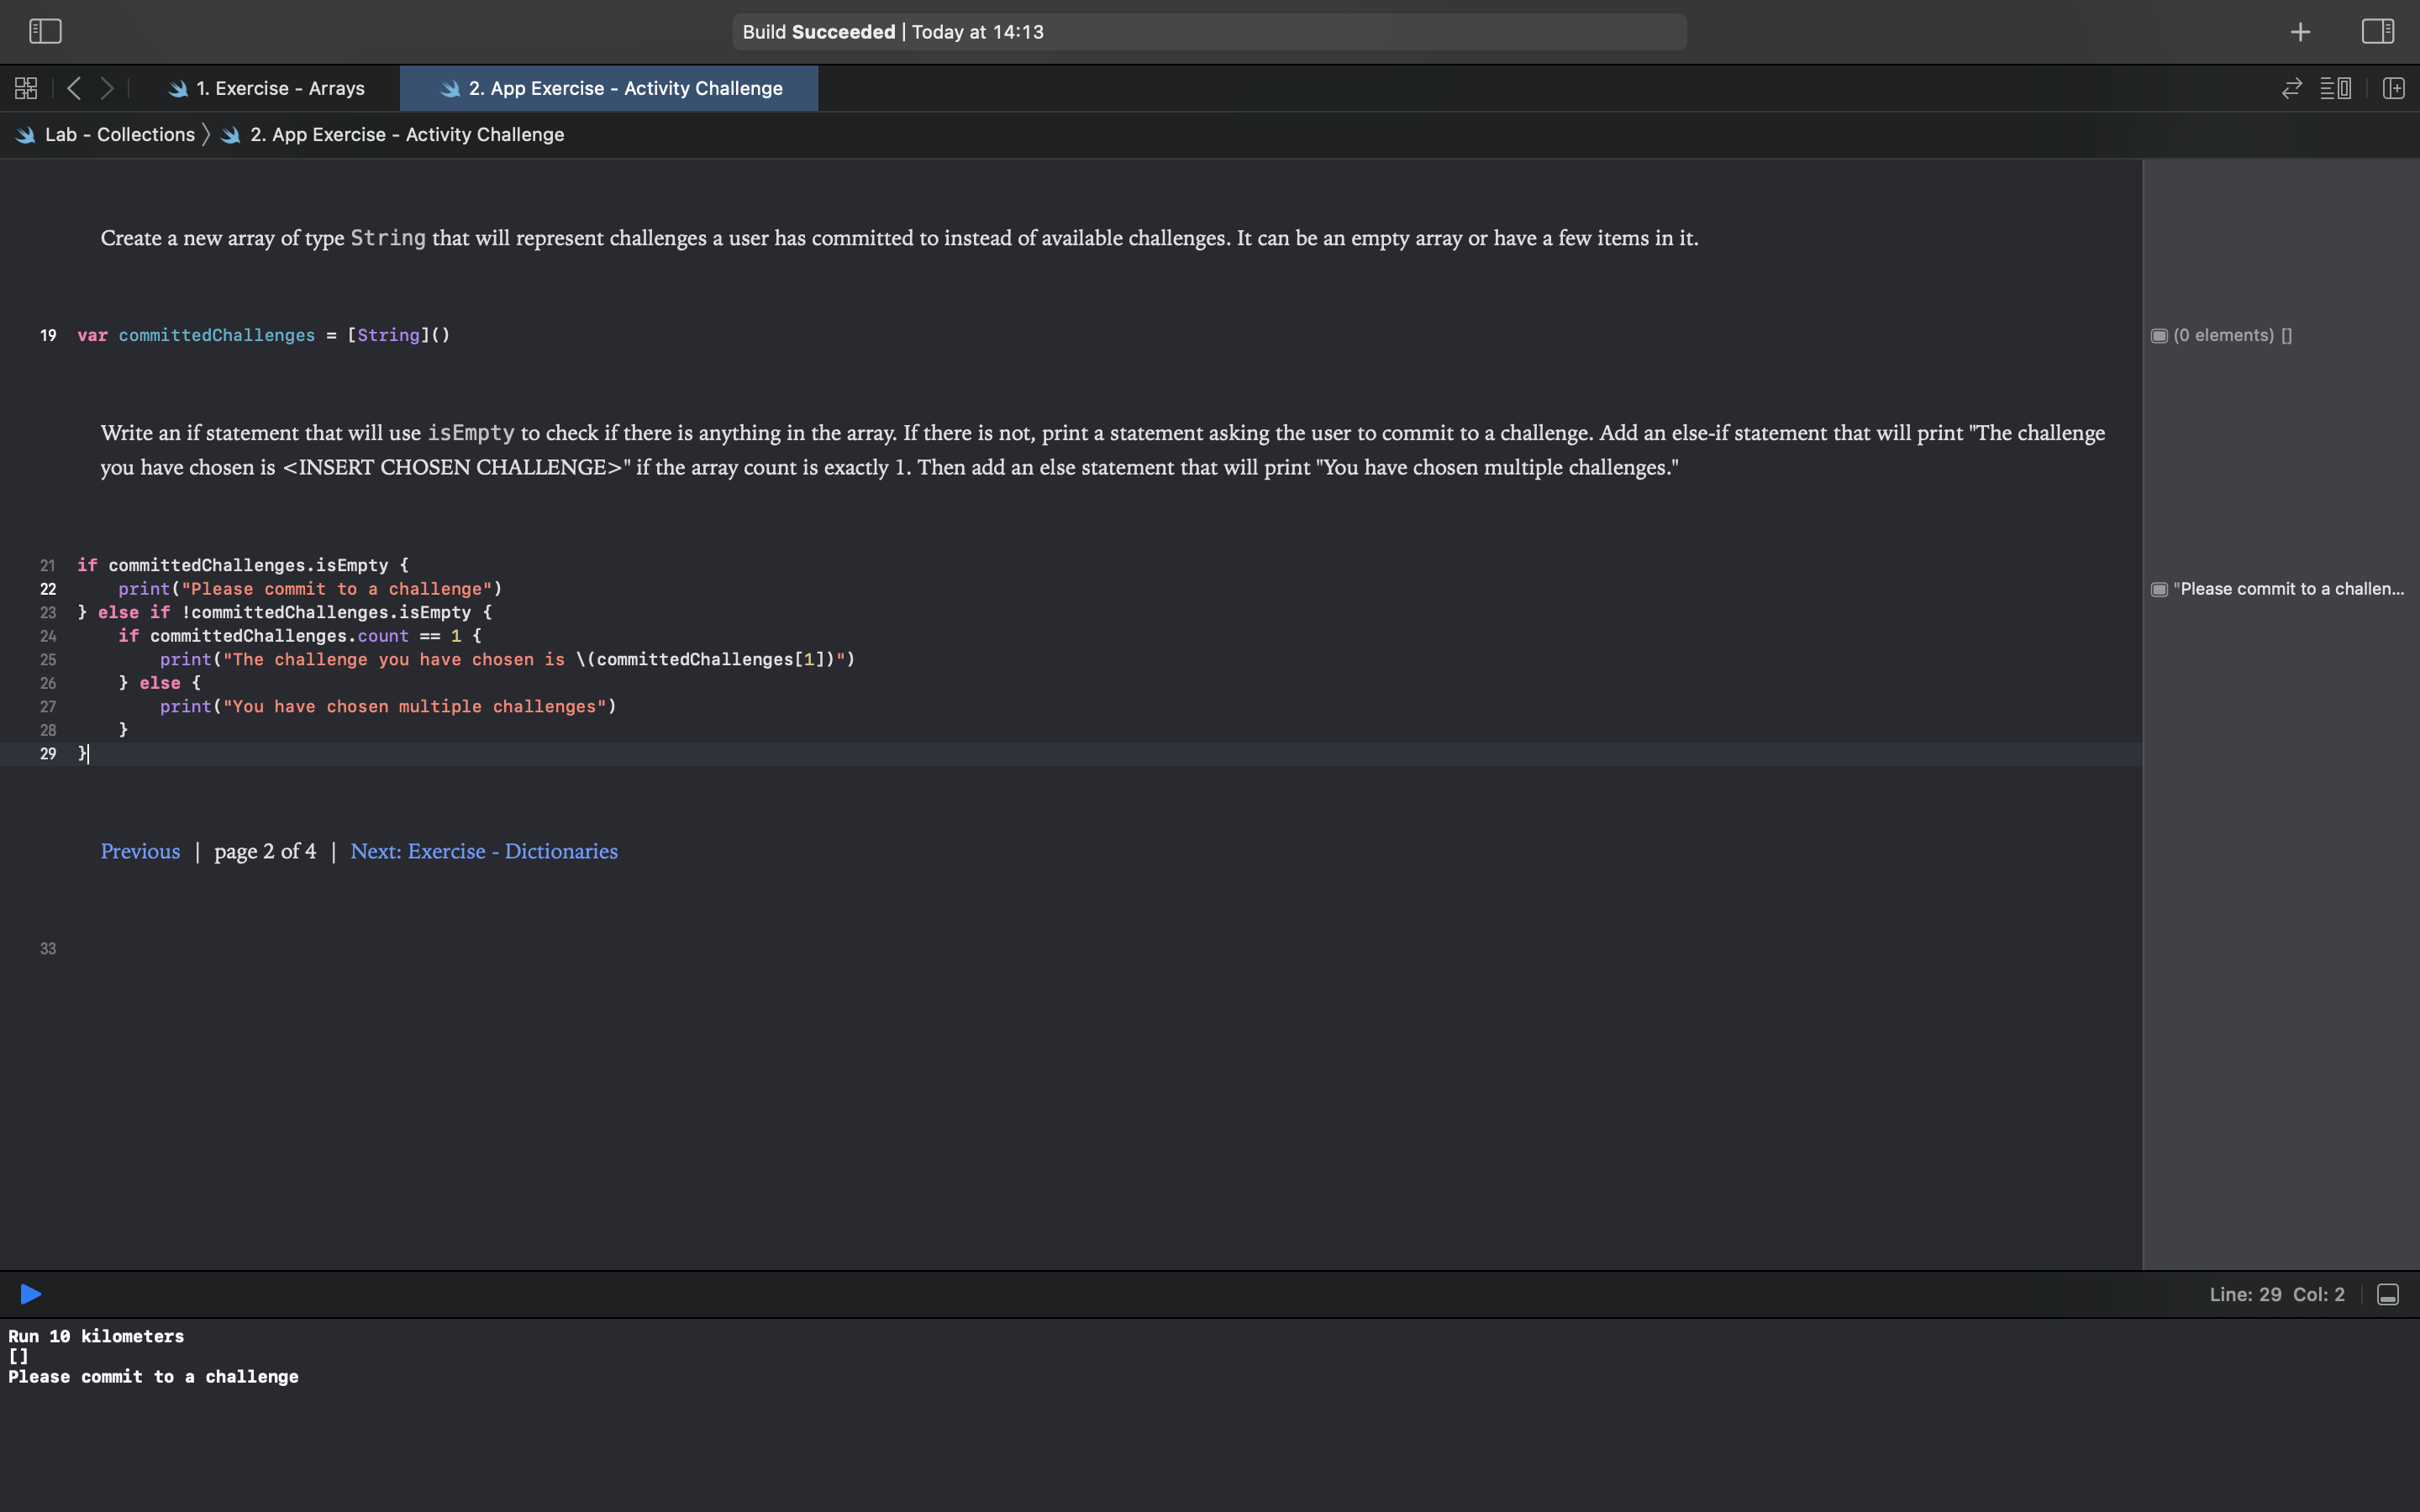 Build Succeeded | Today at 14:13
1. Exercise - Arrays
2. App Exercise - Activity Challenge
Lab - Collections 〉 2. App Exercise - Activity Challenge
Create a new array of type String that will represent challenges a user has committed to instead of available challenges. It can be an empty array or have a few items in it.
19 var committedChallenges = [String]()
(0 elements) []
Write an if statement that will use isEmpty to check if there is anything in the array. If there is not, print a statement asking the user to commit to a challenge. Add an else-if statement that will print "The challenge
you have chosen is <INSERT CHOSEN CHALLENGE>" if the array count is exactly 1. Then add an else statement that will print "You have chosen multiple challenges."
21 if committedChallenges.isEmpty {
22     print("Please commit to a challenge")
"Please commit to a challen...
23 } else if !committedChallenges.isEmpty {
24     if committedChallenges.count == 1 {
25         print("The challenge you have chosen is \(committedChallenges[1])")
26     } else {
27         print("You have chosen multiple challenges")
28     }
29 }
Previous | page 2 of 4 | Next: Exercise - Dictionaries
33
Line: 29 Col: 2
Run 10 kilometers
[]
Please commit to a challenge